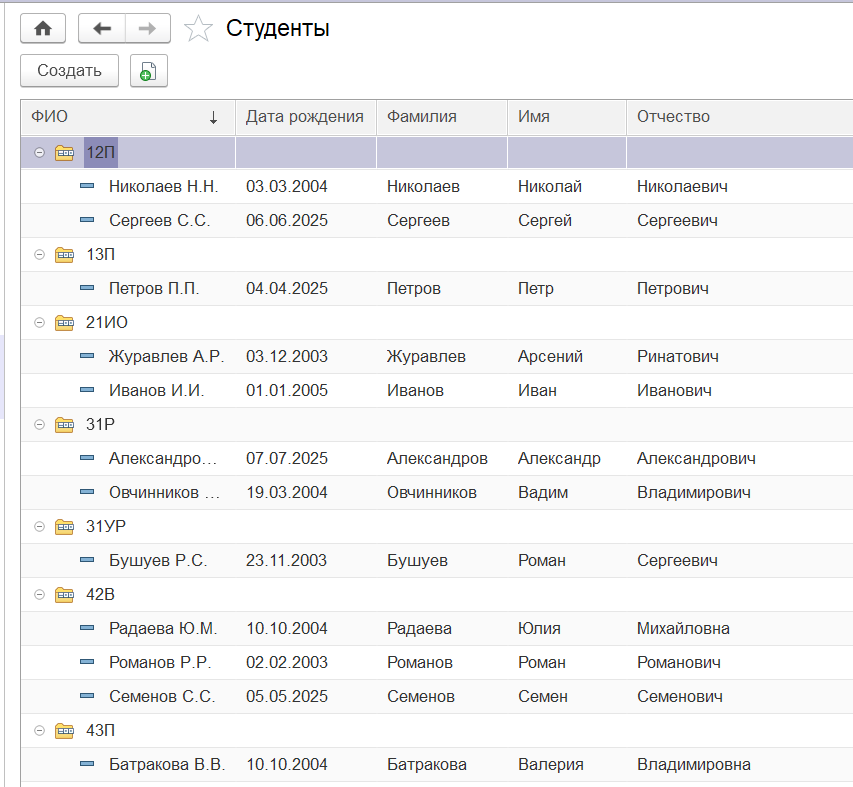 Студенты
Создать
ФИО ↓ Дата рождения Фамилия Имя Отчество
12П
Николаев Н.Н. 03.03.2004 Николаев Николай Николаевич
Сергеев С.С. 06.06.2025 Сергеев Сергей Сергеевич
13П
Петров П.П. 04.04.2025 Петров Петр Петрович
21ИО
Журавлев А.Р. 03.12.2003 Журавлев Арсений Ринатович
Иванов И.И. 01.01.2005 Иванов Иван Иванович
31Р
Александро... 07.07.2025 Александров Александр Александрович
Овчинников ... 19.03.2004 Овчинников Вадим Владимирович
31УР
Бушуев Р.С. 23.11.2003 Бушуев Роман Сергеевич
42В
Радаева Ю.М. 10.10.2004 Радаева Юлия Михайловна
Романов Р.Р. 02.02.2003 Романов Роман Романович
Семенов С.С. 05.05.2025 Семенов Семен Семенович
43П
Батракова В.В. 10.10.2004 Батракова Валерия Владимировна